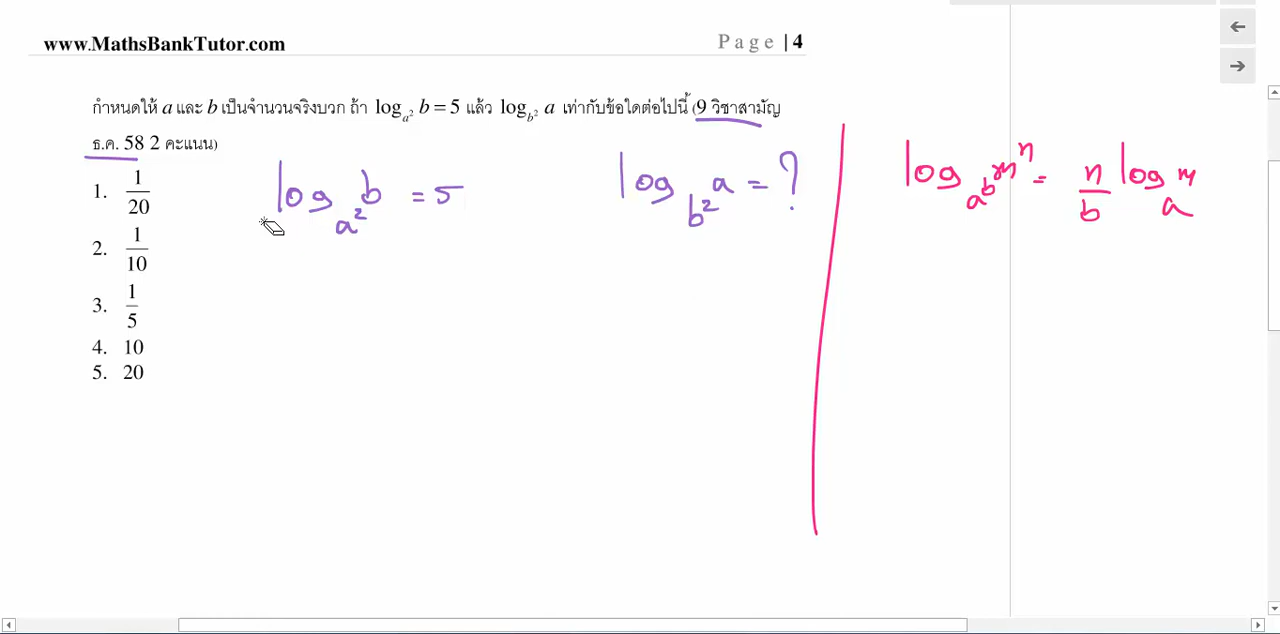 www.MathsBankTutor.com
Page | 4
กำหนดให้ a และ b เป็นจำนวนจริงบวก ถ้า log_{a²} b = 5 แล้ว log_{b²} a เท่ากับข้อใดต่อไปนี้ (9 วิชาสามัญ
ธ.ค. 58 2 คะแนน)
1. 1/20
2. 1/10
3. 1/5
4. 10
5. 20
log_{a²} b = 5
log_{b²} a = ?
log_{a^b} m^n = n/b log_a m